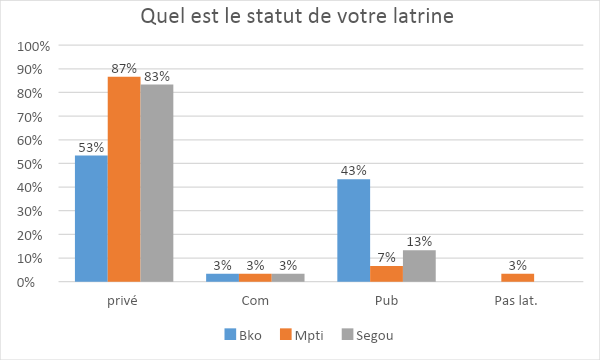 Quel est le statut de votre latrine
100%
90%
80%
70%
60%
50%
40%
30%
20%
10%
0%
53%
87%
83%
3%
3%
3%
43%
7%
13%
3%
privé
Com
Pub
Pas lat.
Bko
Mpti
Segou